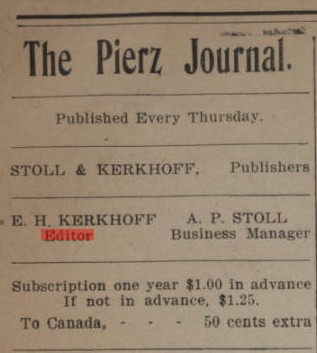 The Pierz Journal.
Published Every Thursday.
STOLL & KERKHOFF, Publishers
E. H. KERKHOFF A. P. STOLL
Editor Business Manager
Subscription one year $1.00 in advance
If not in advance, $1.25.
To Canada, - - - 50 cents extra